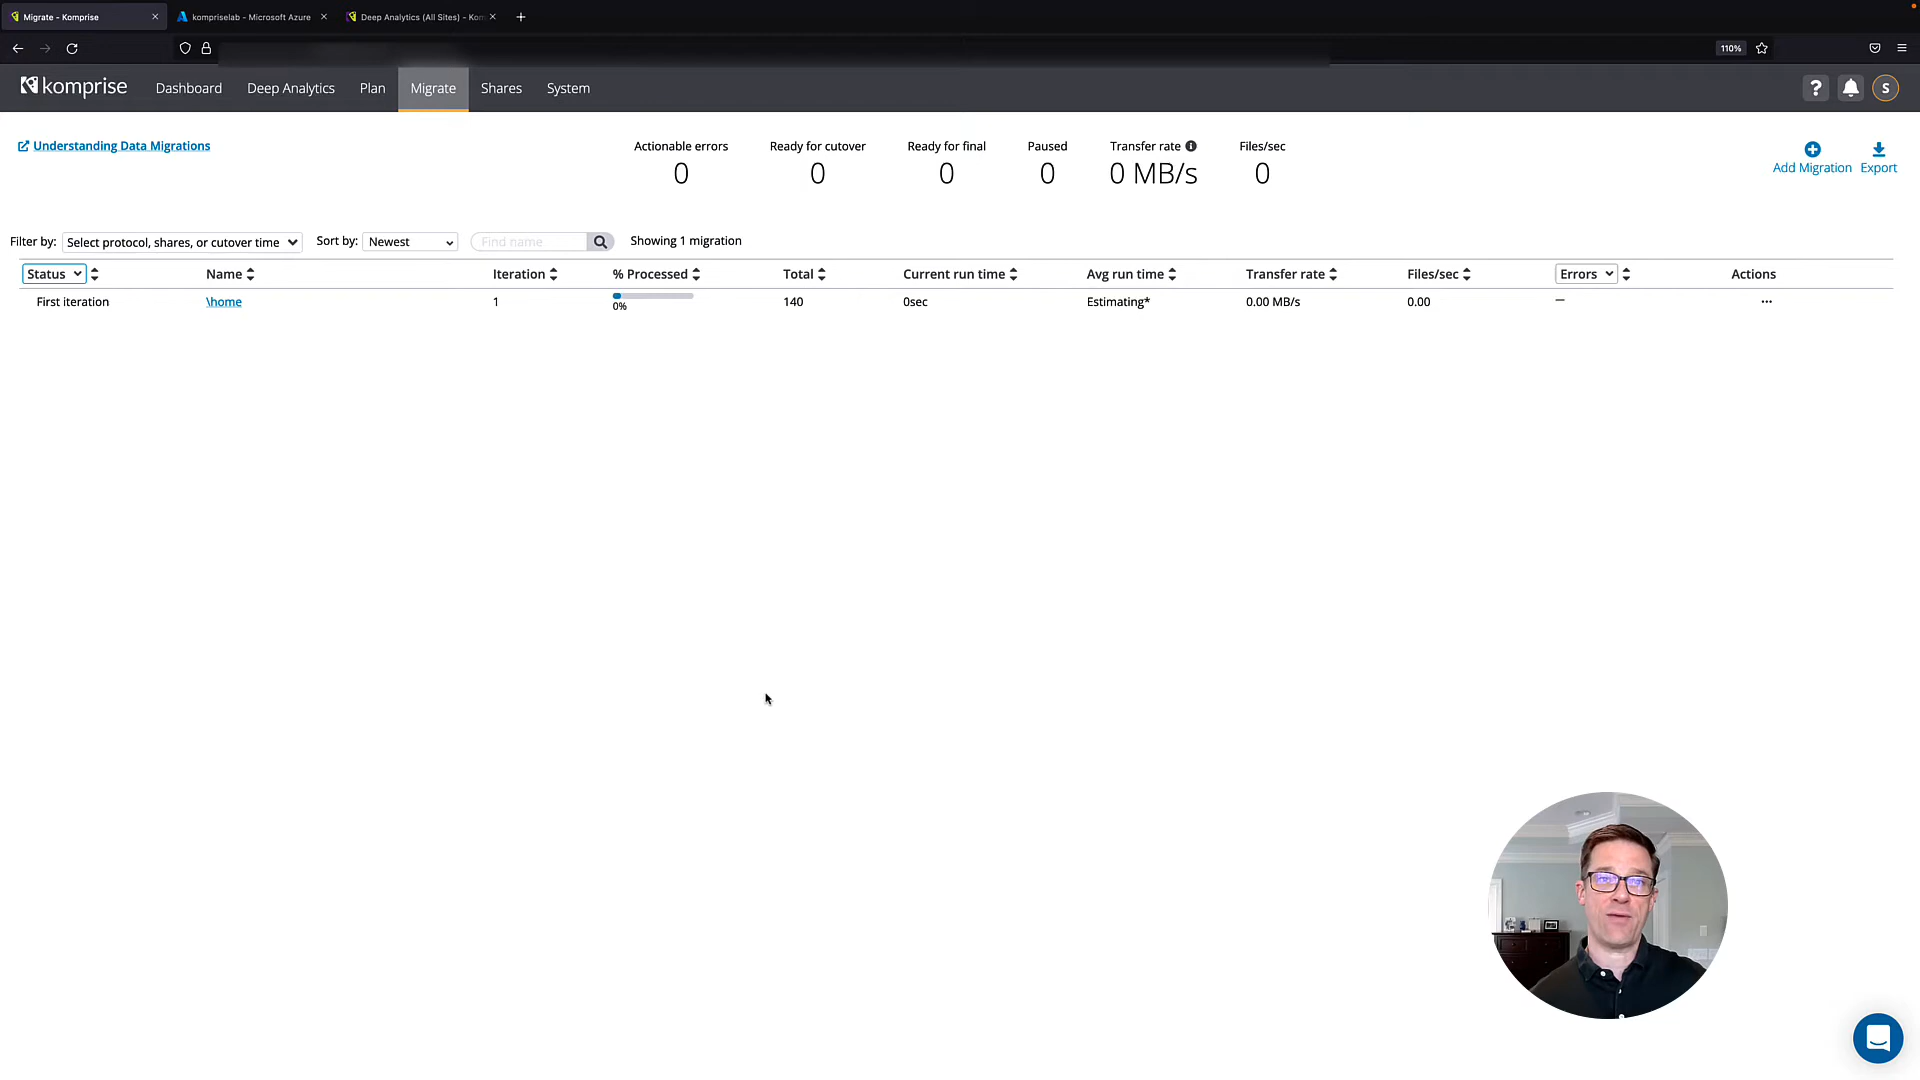 Migrate - Komprise
kompriselab - Microsoft Azure
Deep Analytics (All Sites) - Kom
110%
komprise
Dashboard
Deep Analytics
Plan
Migrate
Shares
System
?
S
Understanding Data Migrations
Actionable errors
0
Ready for cutover
0
Ready for final
0
Paused
0
Transfer rate
0 MB/s
Files/sec
0
Add Migration
Export
Filter by: Select protocol, shares, or cutover time
Sort by: Newest
Find name
Showing 1 migration
Status Name Iteration % Processed Total Current run time Avg run time Transfer rate Files/sec Errors Actions
First iteration \home 1 0% 140 0sec Estimating* 0.00 MB/s 0.00 — ...